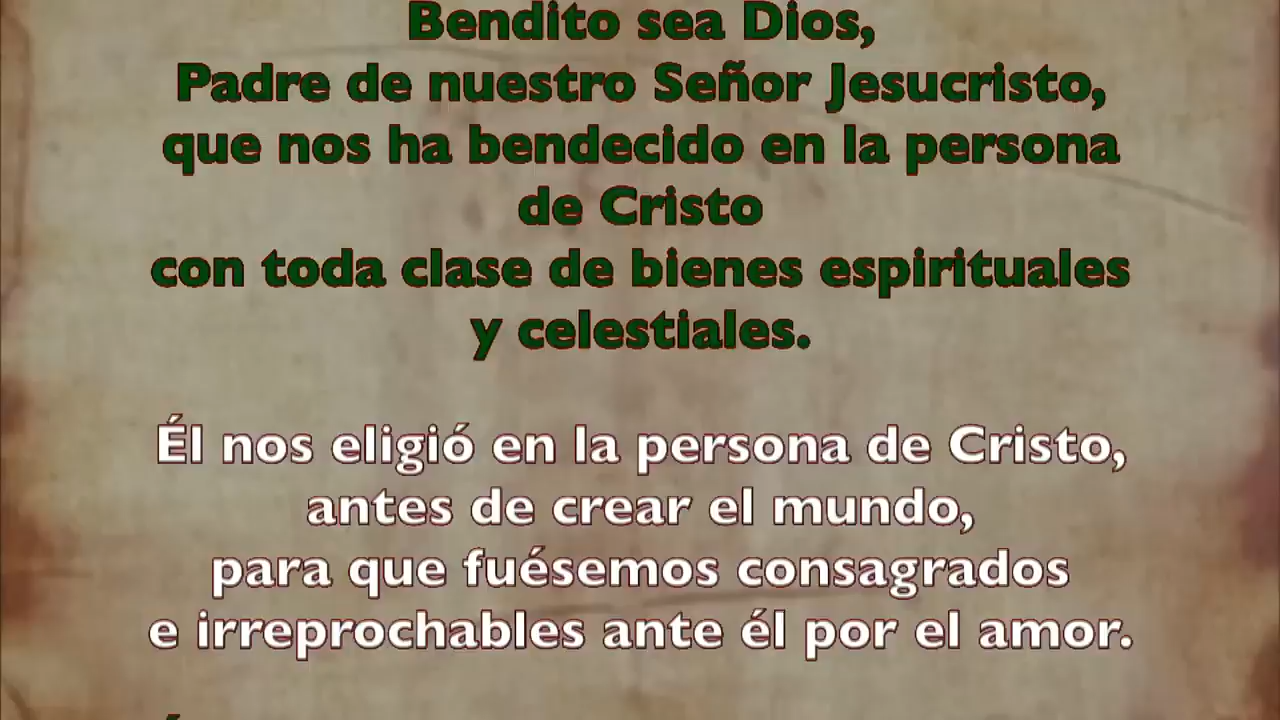 Bendito sea Dios,
Padre de nuestro Señor Jesucristo,
que nos ha bendecido en la persona
de Cristo
con toda clase de bienes espirituales
y celestiales.
Él nos eligió en la persona de Cristo,
antes de crear el mundo,
para que fuésemos consagrados
e irreprochables ante él por el amor.